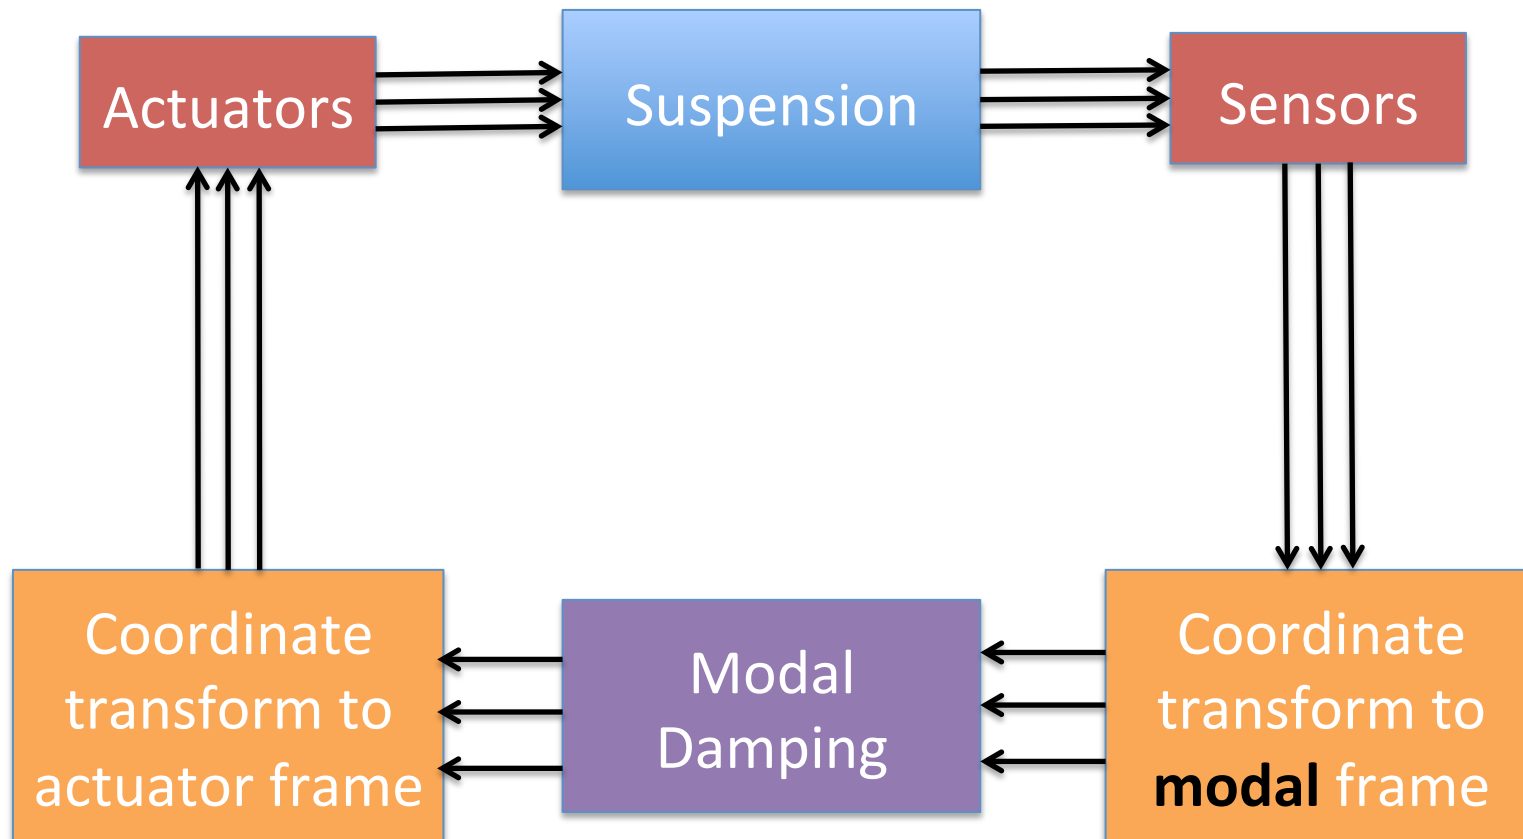 Actuators
Suspension
Sensors
Coordinate
transform to
actuator frame
Modal
Damping
Coordinate
transform to
modal frame